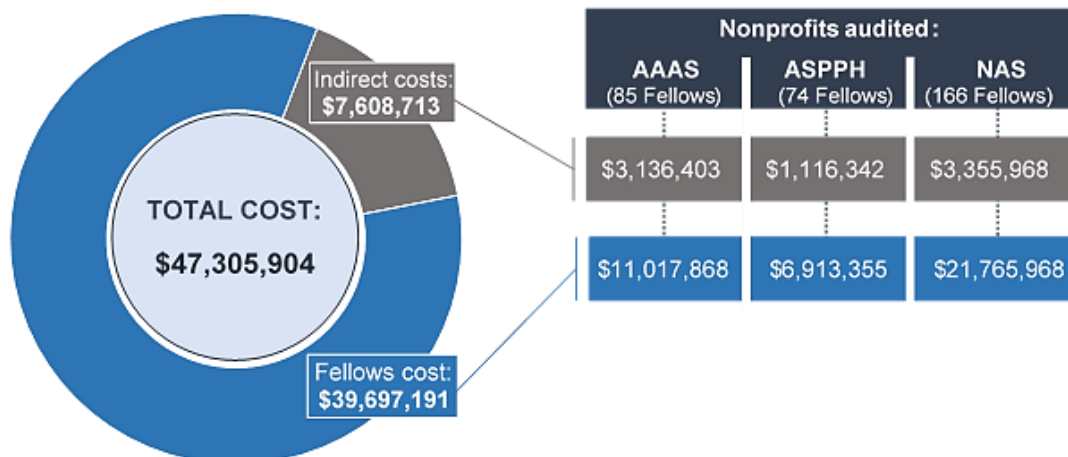 Indirect costs:
$7,608,713
TOTAL COST:
$47,305,904
Fellows cost:
$39,697,191
Nonprofits audited:
AAAS ASPPH NAS
(85 Fellows) (74 Fellows) (166 Fellows)
$3,136,403 $1,116,342 $3,355,968
$11,017,868 $6,913,355 $21,765,968